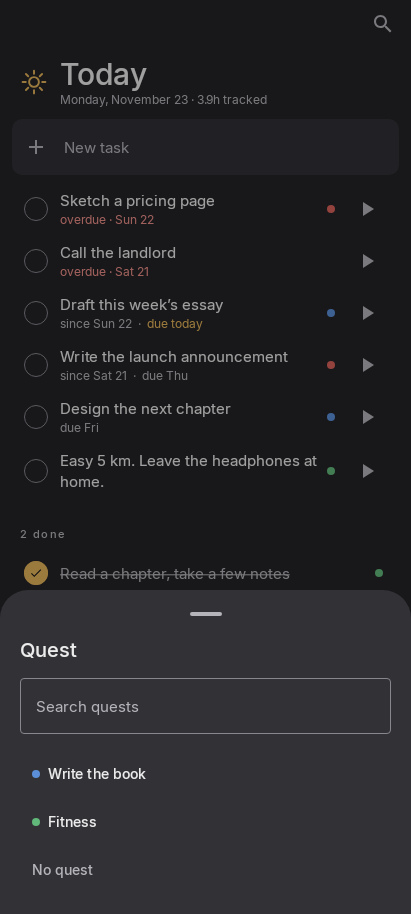 Today
Monday, November 23 · 3.9h tracked
New task
Sketch a pricing page
overdue · Sun 22
Call the landlord
overdue · Sat 21
Draft this week’s essay
since Sun 22 · due today
Write the launch announcement
since Sat 21 · due Thu
Design the next chapter
due Fri
Easy 5 km. Leave the headphones at
home.
2 done
Read a chapter, take a few notes
Quest
Search quests
Write the book
Fitness
No quest